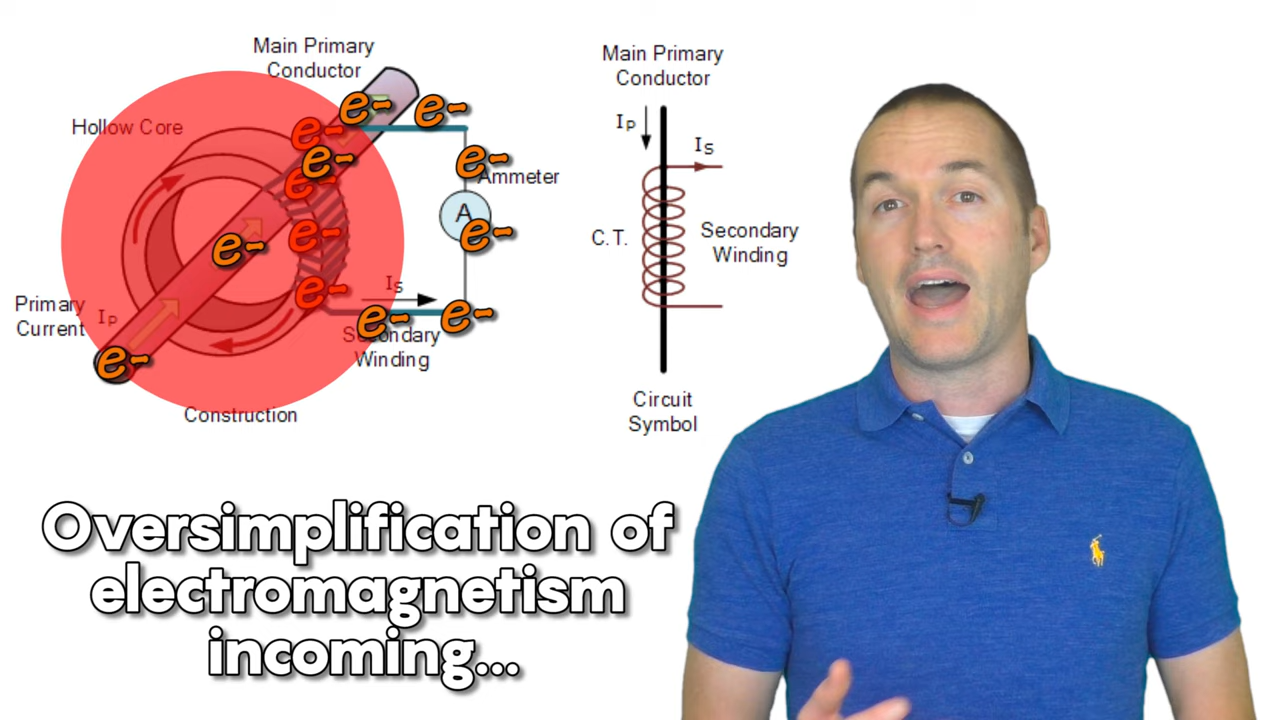 Main Primary
Conductor
Hollow Core
e-
e-
e-
e-
e-
e-
Ammeter
A
e-
e-
e-
e-
Is
Primary
Current
Ip
e-
e-
e-
Secondary
Winding
Construction
Main Primary
Conductor
Ip
Is
C.T.
Secondary
Winding
Circuit
Symbol
Oversimplification of
electromagnetism
incoming...